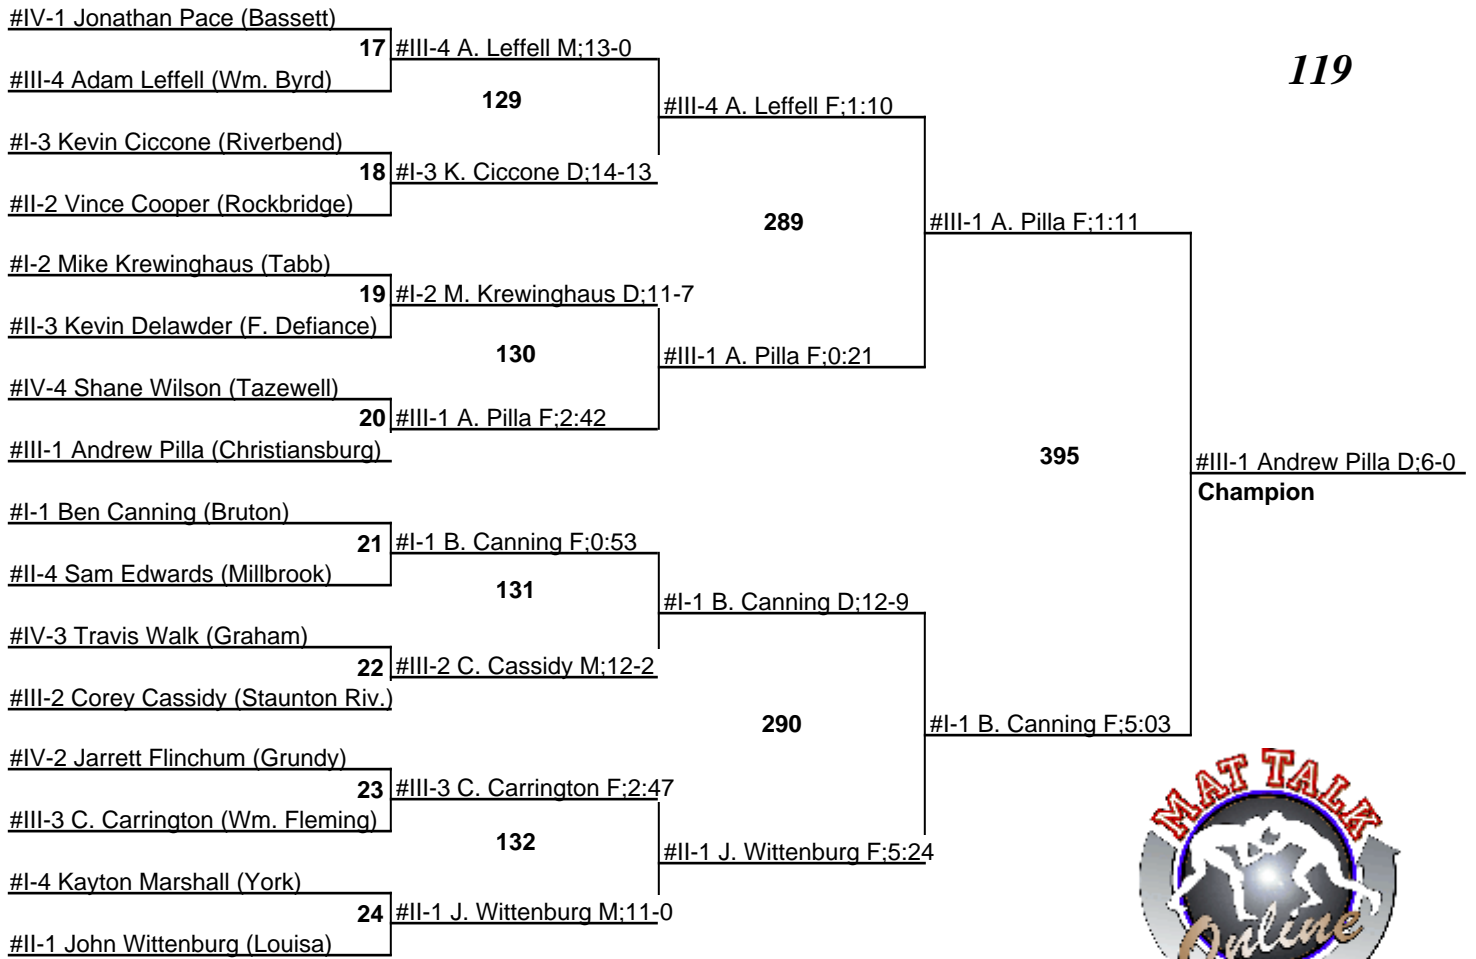 #IV-1 Jonathan Pace (Bassett)
17 #III-4 A. Leffell M;13-0
119
#III-4 Adam Leffell (Wm. Byrd)
129
#III-4 A. Leffell F;1:10
#I-3 Kevin Ciccone (Riverbend)
18 #I-3 K. Ciccone D;14-13
#II-2 Vince Cooper (Rockbridge)
289
#III-1 A. Pilla F;1:11
#I-2 Mike Krewinghaus (Tabb)
19 #I-2 M. Krewinghaus D;11-7
#II-3 Kevin Delawder (F. Defiance)
130
#III-1 A. Pilla F;0:21
#IV-4 Shane Wilson (Tazewell)
20 #III-1 A. Pilla F;2:42
#III-1 Andrew Pilla (Christiansburg)
395
#III-1 Andrew Pilla D;6-0
Champion
#I-1 Ben Canning (Bruton)
21 #I-1 B. Canning F;0:53
#II-4 Sam Edwards (Millbrook)
131
#I-1 B. Canning D;12-9
#IV-3 Travis Walk (Graham)
22 #III-2 C. Cassidy M;12-2
#III-2 Corey Cassidy (Staunton Riv.)
290
#I-1 B. Canning F;5:03
#IV-2 Jarrett Flinchum (Grundy)
23 #III-3 C. Carrington F;2:47
#III-3 C. Carrington (Wm. Fleming)
132
#II-1 J. Wittenburg F;5:24
#I-4 Kayton Marshall (York)
24 #II-1 J. Wittenburg M;11-0
#II-1 John Wittenburg (Louisa)
MAT TALK
Online